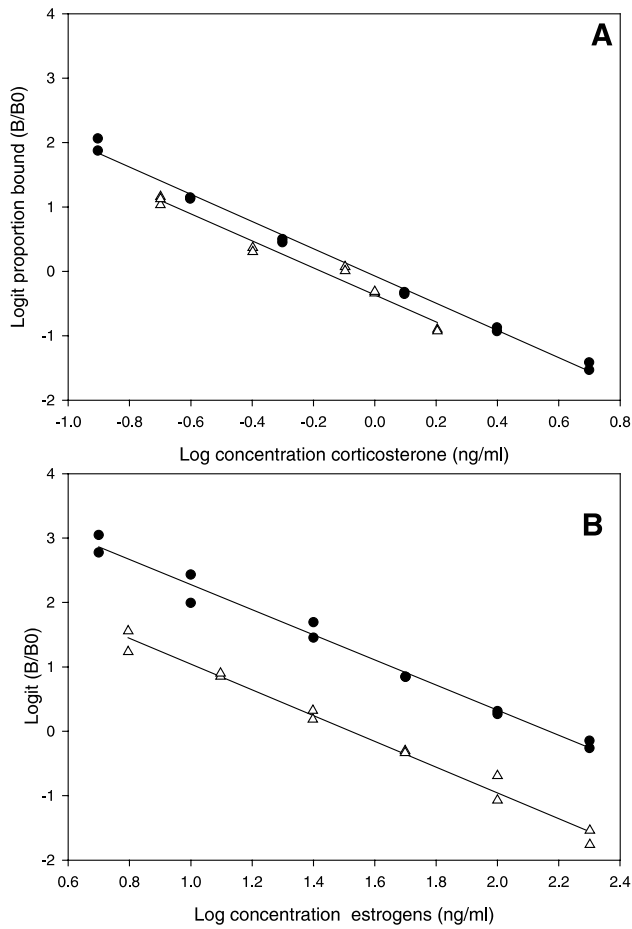 A
Logit proportion bound (B/B0)
4
3
2
1
0
-1
-2
-1.0 -0.8 -0.6 -0.4 -0.2 0.0 0.2 0.4 0.6 0.8
Log concentration corticosterone (ng/ml)
B
Logit (B/B0)
4
3
2
1
0
-1
-2
0.6 0.8 1.0 1.2 1.4 1.6 1.8 2.0 2.2 2.4
Log concentration estrogens (ng/ml)